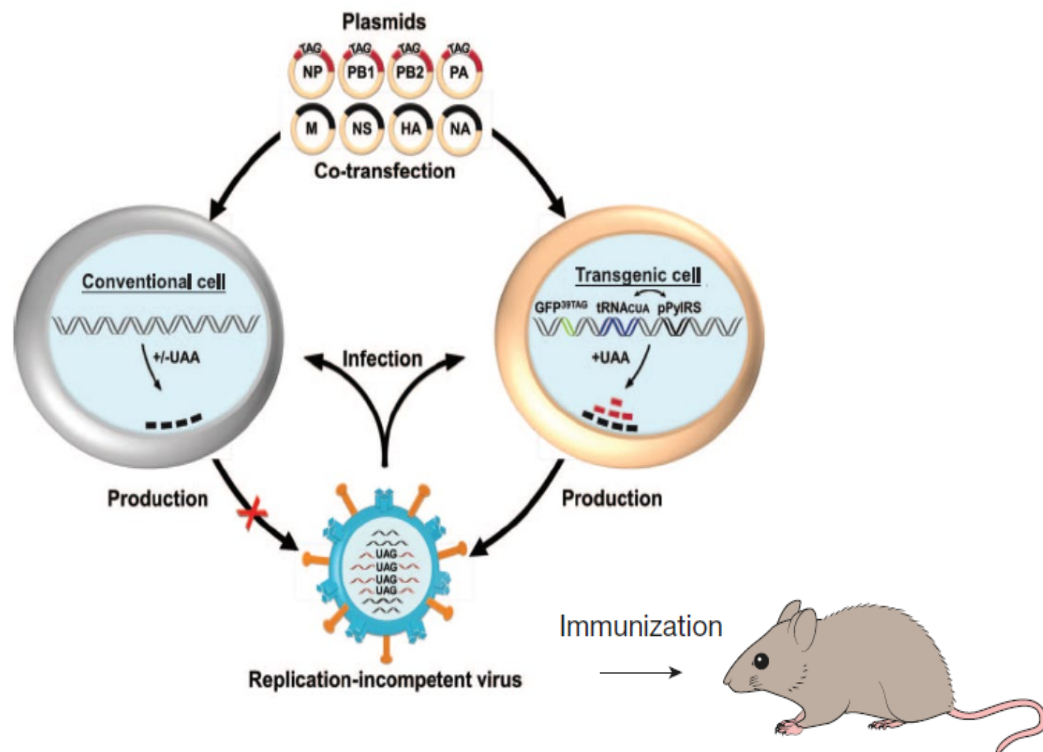 Plasmids
TAG TAG TAG TAG
NP PB1 PB2 PA
M NS HA NA
Co-transfection
Conventional cell
+/-UAA
Transgenic cell
GFP39TAG tRNACUA pPylRS
+UAA
Infection
Production
Production
UAG
UAG
UAG
UAG
Replication-incompetent virus
Immunization